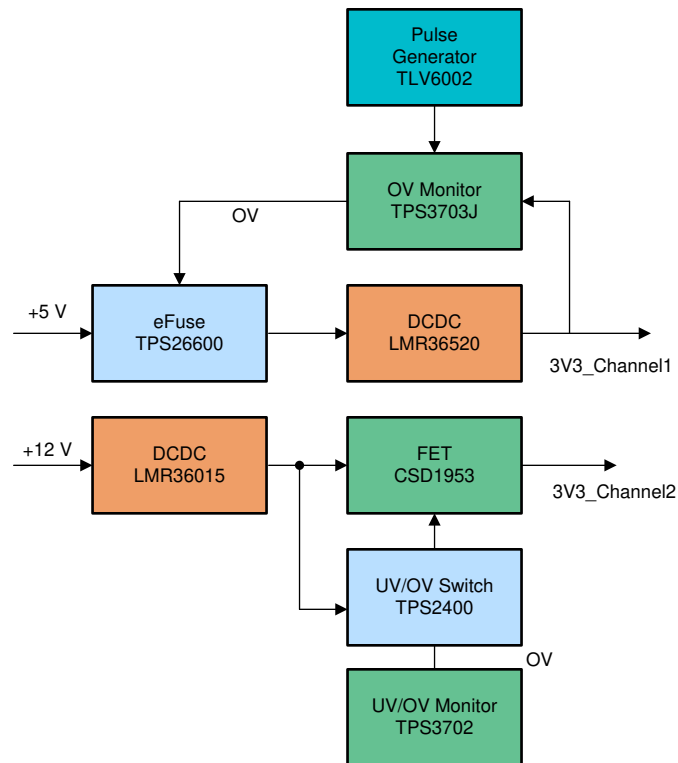 Pulse
Generator
TLV6002
OV Monitor
TPS3703J
OV
+5 V
eFuse
TPS26600
DCDC
LMR36520
3V3_Channel1
+12 V
DCDC
LMR36015
FET
CSD1953
3V3_Channel2
UV/OV Switch
TPS2400
OV
UV/OV Monitor
TPS3702